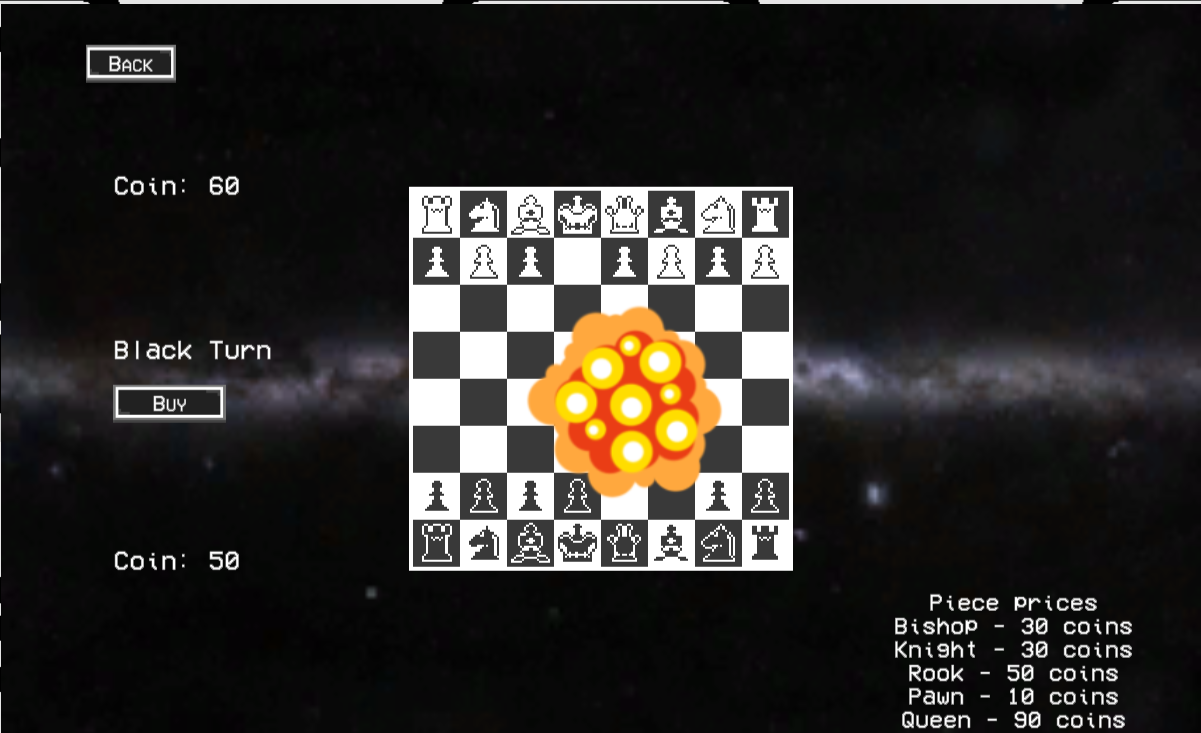 Back
Coin: 60
Black Turn
Buy
Coin: 50
Piece prices
Bishop - 30 coins
Knight - 30 coins
Rook - 50 coins
Pawn - 10 coins
Queen - 90 coins